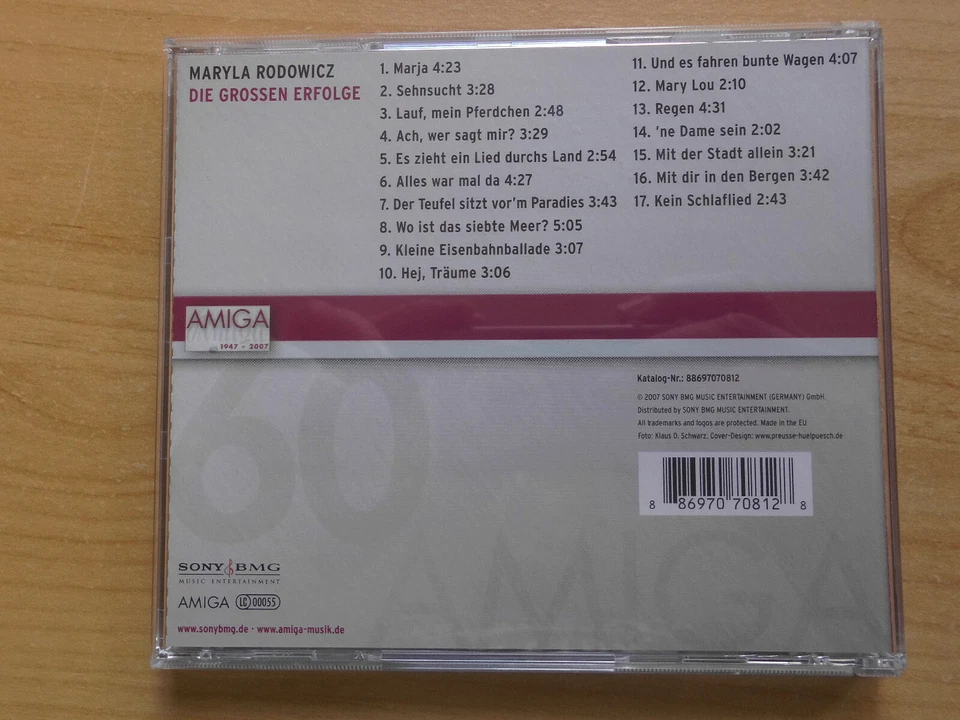 MARYLA RODOWICZ
DIE GROSSEN ERFOLGE
1. Marja 4:23
2. Sehnsucht 3:28
3. Lauf, mein Pferdchen 2:48
4. Ach, wer sagt mir? 3:29
5. Es zieht ein Lied durchs Land 2:54
6. Alles war mal da 4:27
7. Der Teufel sitzt vor'm Paradies 3:43
8. Wo ist das siebte Meer? 5:05
9. Kleine Eisenbahnballade 3:07
10. Hej, Träume 3:06
11. Und es fahren bunte Wagen 4:07
12. Mary Lou 2:10
13. Regen 4:31
14. 'ne Dame sein 2:02
15. Mit der Stadt allein 3:21
16. Mit dir in den Bergen 3:42
17. Kein Schlaflied 2:43
AMIGA
1947 - 2007
60
AMIGA
Katalog-Nr.: 88697070812
© 2007 SONY BMG MUSIC ENTERTAINMENT (GERMANY) GmbH.
Distributed by SONY BMG MUSIC ENTERTAINMENT.
All trademarks and logos are protected. Made in the EU
Foto: Klaus D. Schwarz. Cover-Design: www.preusse-huelpuesch.de
8 86970 70812 8
SONY BMG
MUSIC ENTERTAINMENT
AMIGA LC 00055
www.sonybmg.de · www.amiga-musik.de